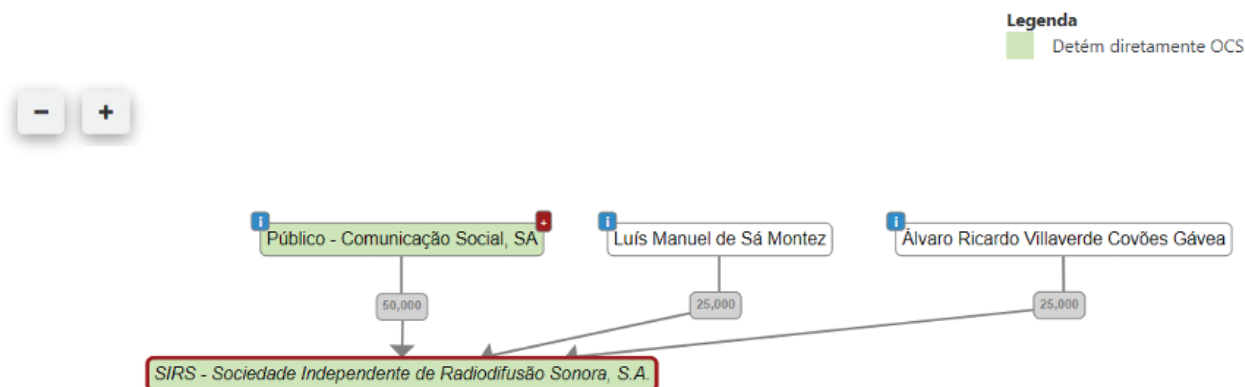 Legenda
Detém diretamente OCS
− +
i + i i
Público - Comunicação Social, SA Luís Manuel de Sá Montez Álvaro Ricardo Villaverde Covões Gávea
50,000 25,000 25,000
SIRS - Sociedade Independente de Radiodifusão Sonora, S.A.